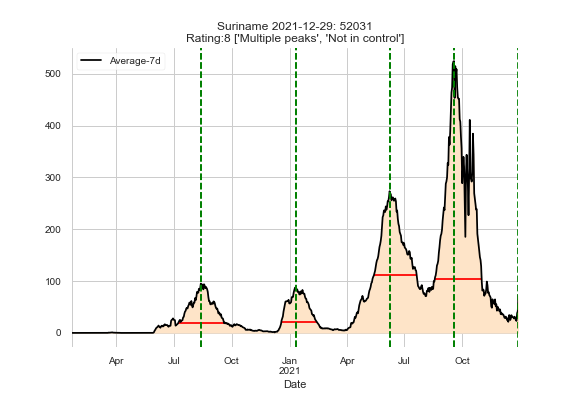 Suriname 2021-12-29: 52031
Rating:8 ['Multiple peaks', 'Not in control']
Average-7d
500
400
300
200
100
0
Apr Jul Oct Jan Apr Jul Oct
2021
Date